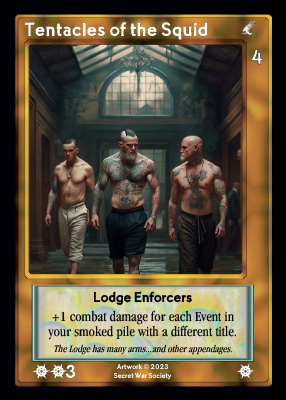 Tentacles of the Squid
4
Lodge Enforcers
+1 combat damage for each Event in
your smoked pile with a different title.
The Lodge has many arms...and other appendages.
3
Artwork © 2023
Secret War Society